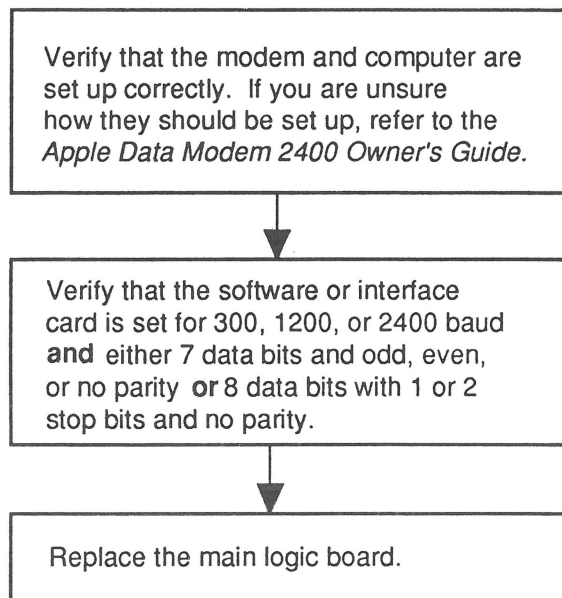 Verify that the modem and computer are
set up correctly. If you are unsure
how they should be set up, refer to the
Apple Data Modem 2400 Owner's Guide.
Verify that the software or interface
card is set for 300, 1200, or 2400 baud
and either 7 data bits and odd, even,
or no parity or 8 data bits with 1 or 2
stop bits and no parity.
Replace the main logic board.